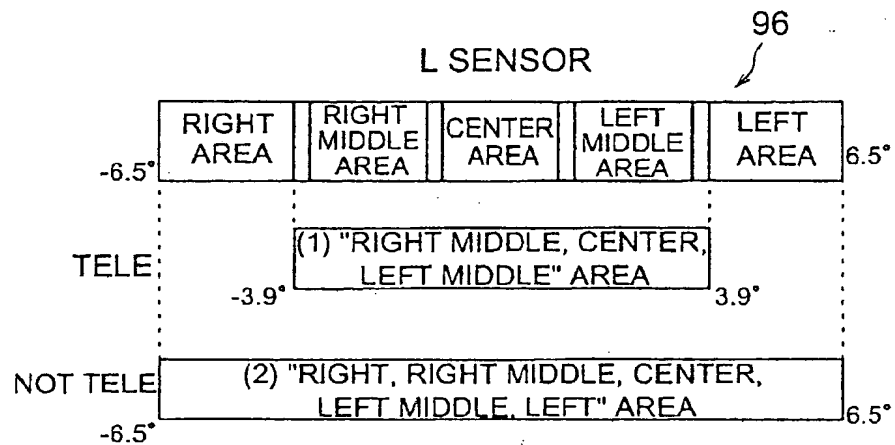 96
L SENSOR
RIGHT AREA
RIGHT MIDDLE AREA
CENTER AREA
LEFT MIDDLE AREA
LEFT AREA
-6.5°
6.5°
TELE
(1) "RIGHT MIDDLE, CENTER,
LEFT MIDDLE" AREA
-3.9°
3.9°
NOT TELE
(2) "RIGHT, RIGHT MIDDLE, CENTER,
LEFT MIDDLE, LEFT" AREA
-6.5°
6.5°